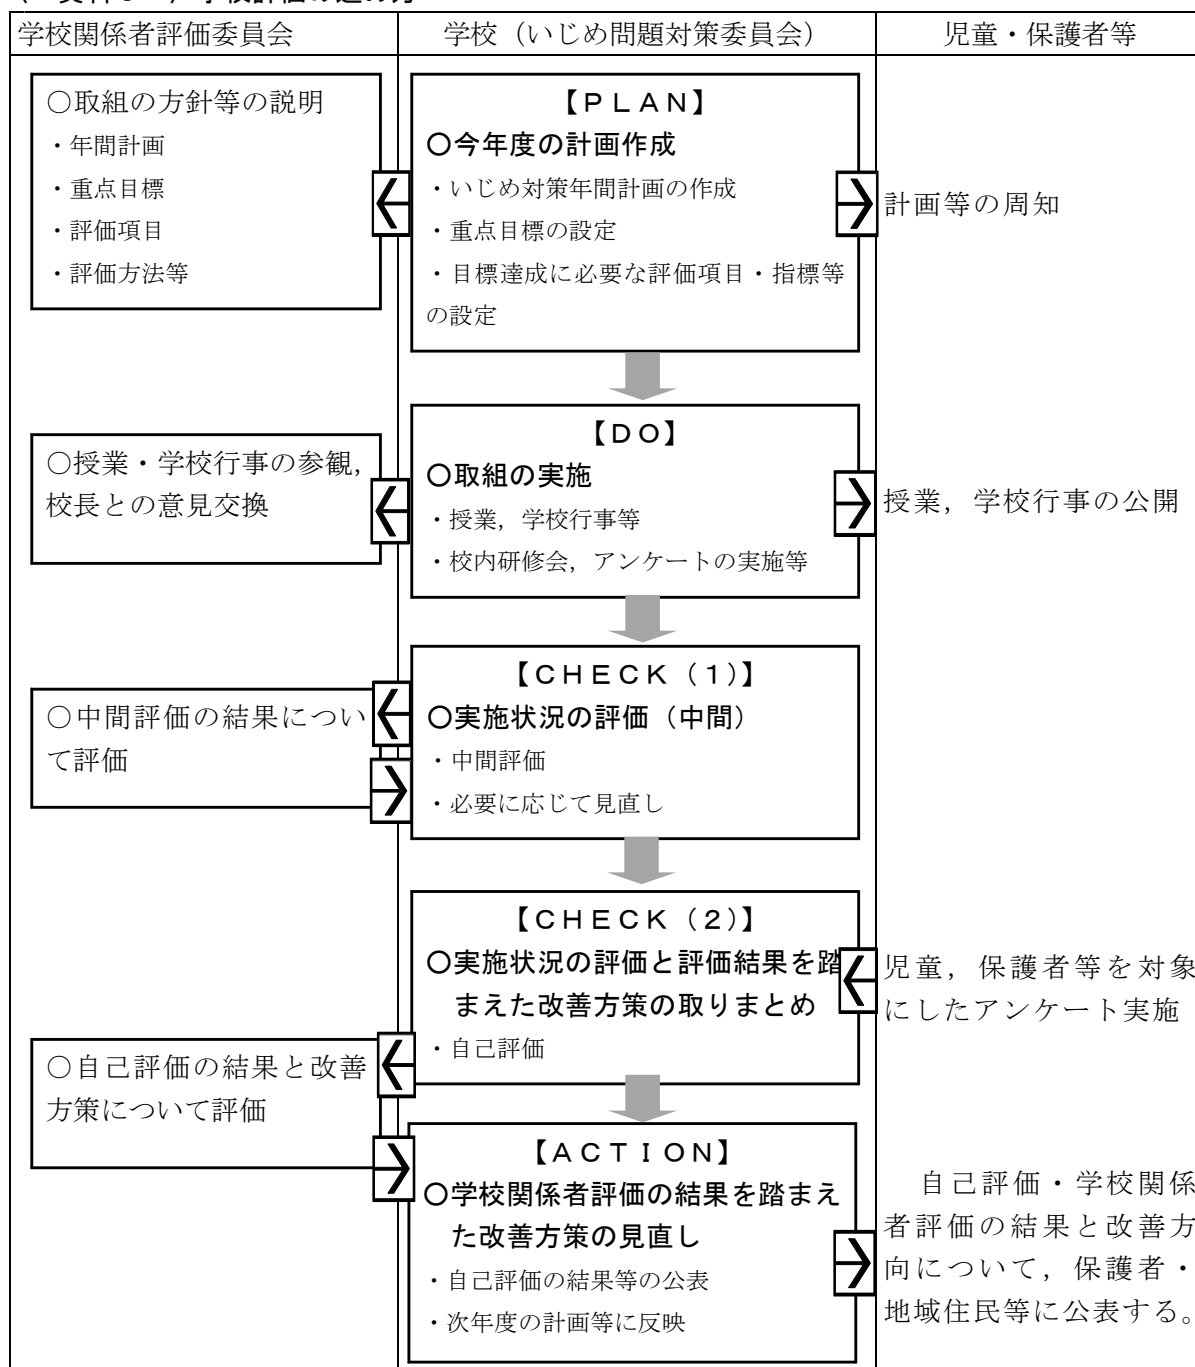 学校関係者評価委員会
学校（いじめ問題対策委員会）
児童・保護者等
○取組の方針等の説明
・年間計画
・重点目標
・評価項目
・評価方法等
【ＰＬＡＮ】
○今年度の計画作成
・いじめ対策年間計画の作成
・重点目標の設定
・目標達成に必要な評価項目・指標等
の設定
計画等の周知
○授業・学校行事の参観，
校長との意見交換
【ＤＯ】
○取組の実施
・授業，学校行事等
・校内研修会，アンケートの実施等
授業，学校行事の公開
○中間評価の結果につい
て評価
【ＣＨＥＣＫ（１）】
○実施状況の評価（中間）
・中間評価
・必要に応じて見直し
【ＣＨＥＣＫ（２）】
○実施状況の評価と評価結果を踏
まえた改善方策の取りまとめ
・自己評価
児童，保護者等を対象
にしたアンケート実施
○自己評価の結果と改善
方策について評価
【ＡＣＴＩＯＮ】
○学校関係者評価の結果を踏まえ
た改善方策の見直し
・自己評価の結果等の公表
・次年度の計画等に反映
自己評価・学校関係
者評価の結果と改善方
向について，保護者・
地域住民等に公表する。